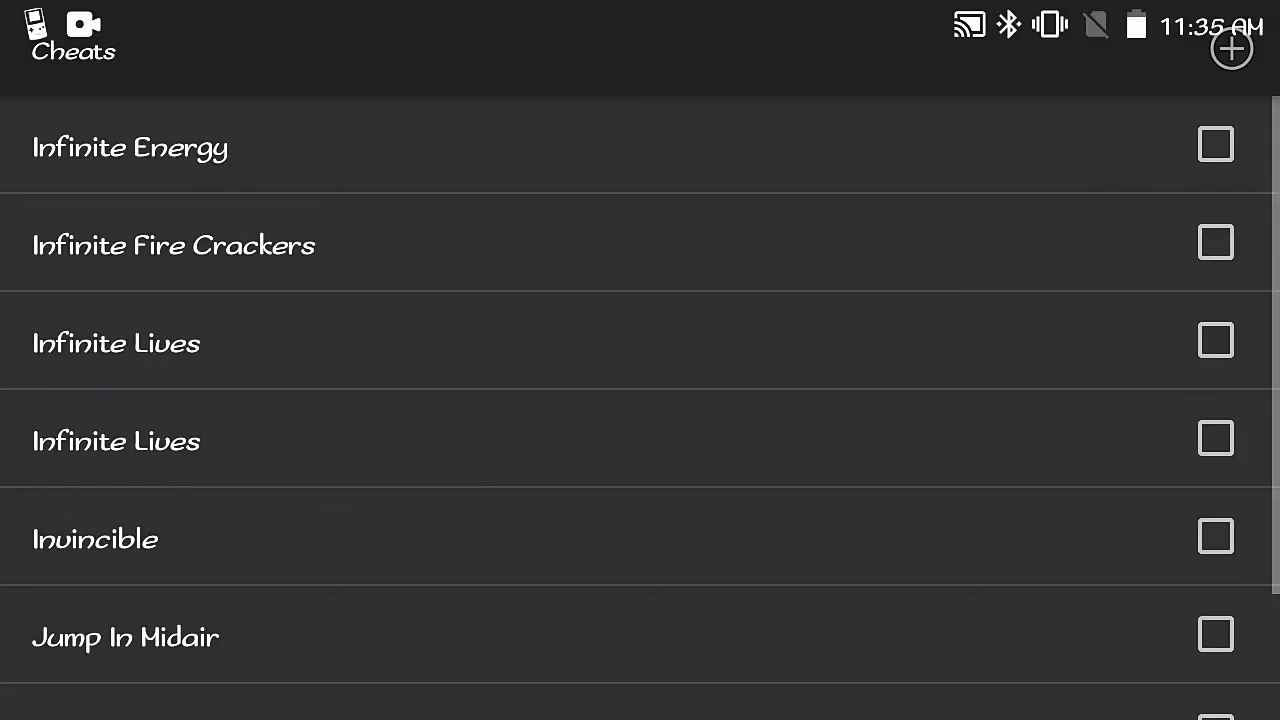 11:35 AM
Cheats
Infinite Energy
Infinite Fire Crackers
Infinite Lives
Infinite Lives
Invincible
Jump In Midair